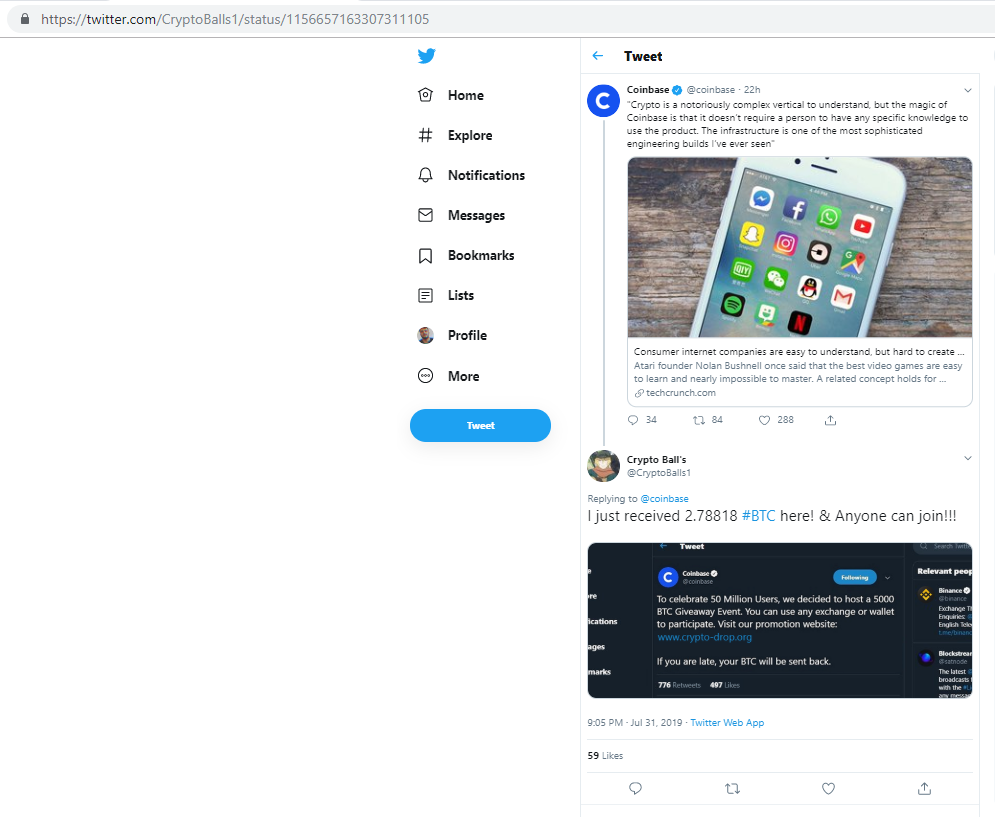 https://twitter.com/CryptoBalls1/status/1156657163307311105
Home
Explore
Notifications
Messages
Bookmarks
Lists
Profile
More
Tweet
Tweet
Coinbase @coinbase · 22h
"Crypto is a notoriously complex vertical to understand, but the magic of
Coinbase is that it doesn't require a person to have any specific knowledge to
use the product. The infrastructure is one of the most sophisticated
engineering builds I've ever seen"
Consumer internet companies are easy to understand, but hard to create ...
Atari founder Nolan Bushnell once said that the best video games are easy
to learn and nearly impossible to master. A related concept holds for ...
techcrunch.com
34 84 288
Crypto Ball's
@CryptoBalls1
Replying to @coinbase
I just received 2.78818 #BTC here! & Anyone can join!!!
Tweet
Search Twitt
Coinbase
@coinbase
Following
To celebrate 50 Million Users, we decided to host a 5000
BTC Giveaway Event. You can use any exchange or wallet
to participate. Visit our promotion website:
www.crypto-drop.org
If you are late, your BTC will be sent back.
776 Retweets 497 Likes
e
ore
ications
ages
marks
Relevant peop
Binance
@binance
Exchange Th
Enquiries:
English Tele
t.me/binanc
Blockstream
@satnode
The latest
broadcasts t
with the #Li
any messag
9:05 PM · Jul 31, 2019 · Twitter Web App
59 Likes